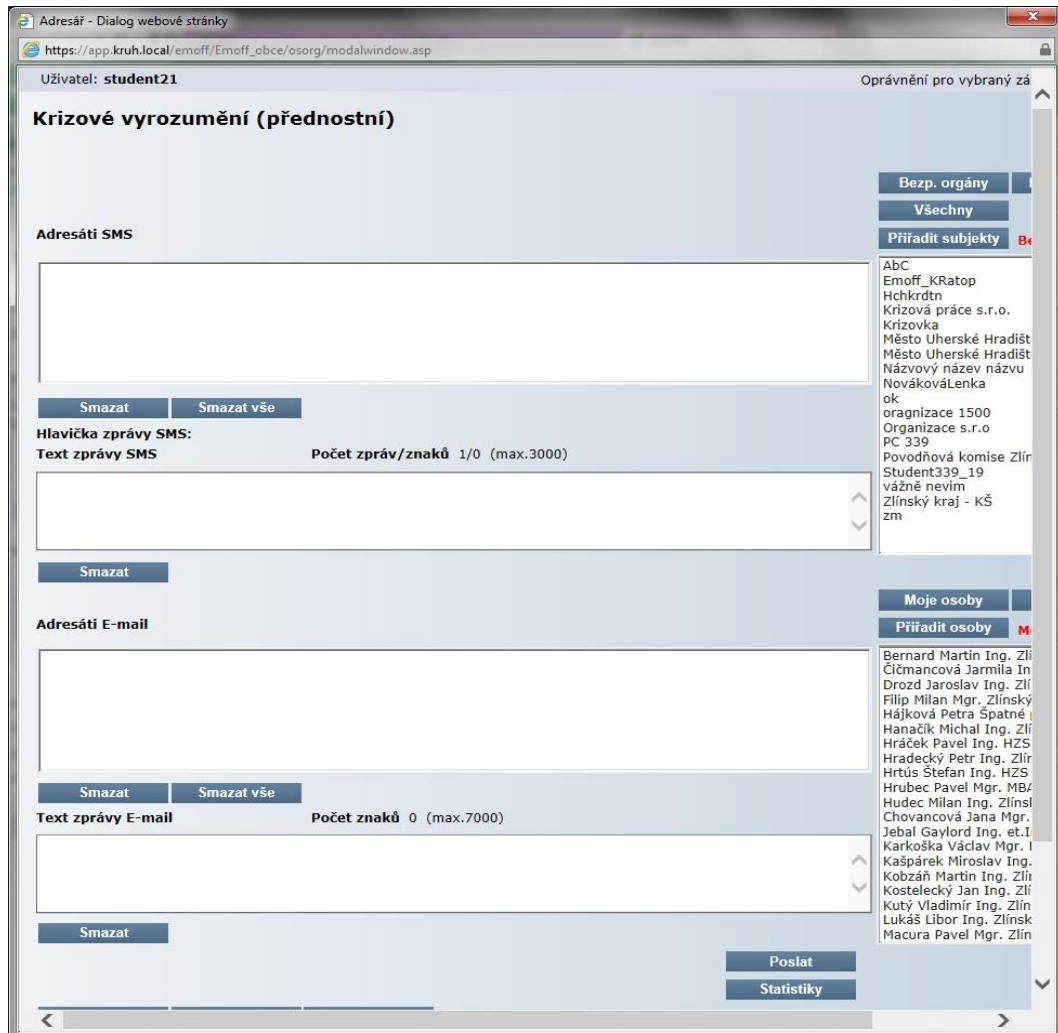 Adresář - Dialog webové stránky
https://app.kruh.local/emoff/Emoff_obce/osorg/modalwindow.asp
Uživatel: student21
Oprávnění pro vybraný zá
Krizové vyrozumění (přednostní)
Bezp. orgány
Všechny
Adresáti SMS
Přiřadit subjekty
Be
AbC
Emoff_KRatop
Hchkrdtn
Krizová práce s.r.o.
Krizovka
Město Uherské Hradišt
Město Uherské Hradišt
Názvový název názvu
NovákováLenka
ok
oragnizace 1500
Organizace s.r.o
PC 339
Povodňová komise Zlín
Student339_19
vážně nevim
Zlínský kraj - KŠ
zm
Smazat
Smazat vše
Hlavička zprávy SMS:
Text zprávy SMS
Počet zpráv/znaků 1/0 (max.3000)
Smazat
Moje osoby
Adresáti E-mail
Přiřadit osoby
Bernard Martin Ing. Zlí
Čičmancová Jarmila In
Drozd Jaroslav Ing. Zlí
Filip Milan Mgr. Zlínský
Hájková Petra Špatné
Hanačík Michal Ing. Zlí
Hráček Pavel Ing. HZS
Hradecký Petr Ing. Zlín
Hrtús Štefan Ing. HZS
Hrubec Pavel Mgr. MBA
Hudec Milan Ing. Zlínsk
Chovancová Jana Mgr.
Jebal Gaylord Ing. et.I
Karkoška Václav Mgr.
Kašpárek Miroslav Ing.
Kobzáň Martin Ing. Zlín
Kostelecký Jan Ing. Zlí
Kutý Vladimír Ing. Zlín
Lukáš Libor Ing. Zlínsk
Macura Pavel Mgr. Zlín
Smazat
Smazat vše
Text zprávy E-mail
Počet znaků 0 (max.7000)
Smazat
Poslat
Statistiky